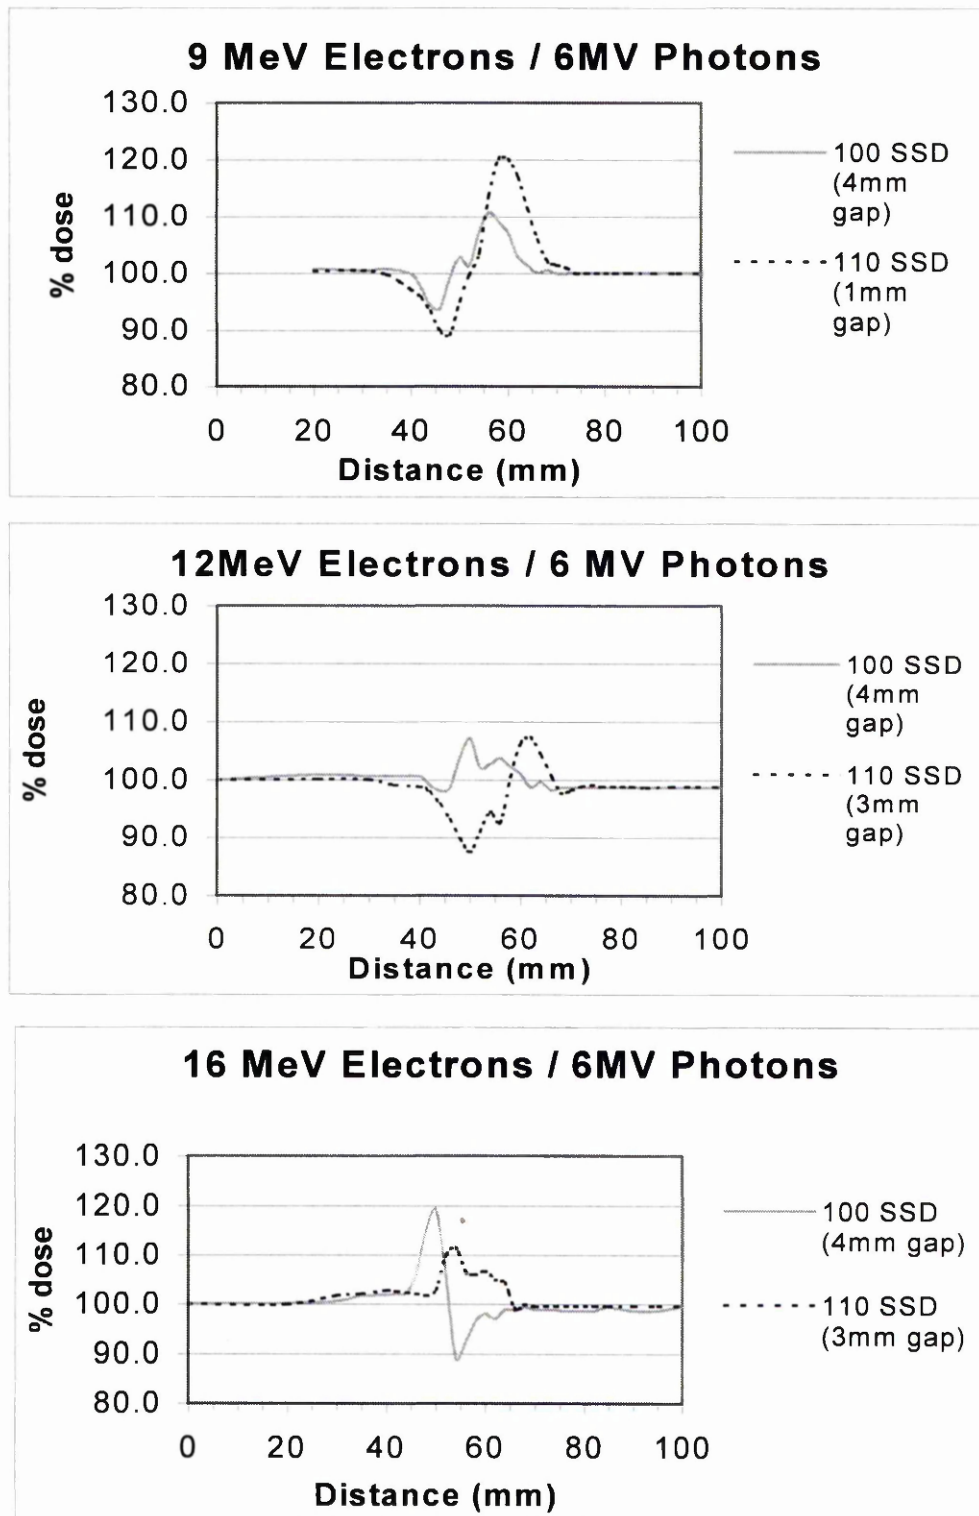 9 MeV Electrons / 6MV Photons
130.0
120.0
110.0
100.0
90.0
80.0
% dose
0 20 40 60 80 100
Distance (mm)
100 SSD
(4mm
gap)
110 SSD
(1mm
gap)
12MeV Electrons / 6 MV Photons
130.0
120.0
110.0
100.0
90.0
80.0
% dose
0 20 40 60 80 100
Distance (mm)
100 SSD
(4mm
gap)
110 SSD
(3mm
gap)
16 MeV Electrons / 6MV Photons
130.0
120.0
110.0
100.0
90.0
80.0
% dose
0 20 40 60 80 100
Distance (mm)
100 SSD
(4mm gap)
110 SSD
(3mm gap)